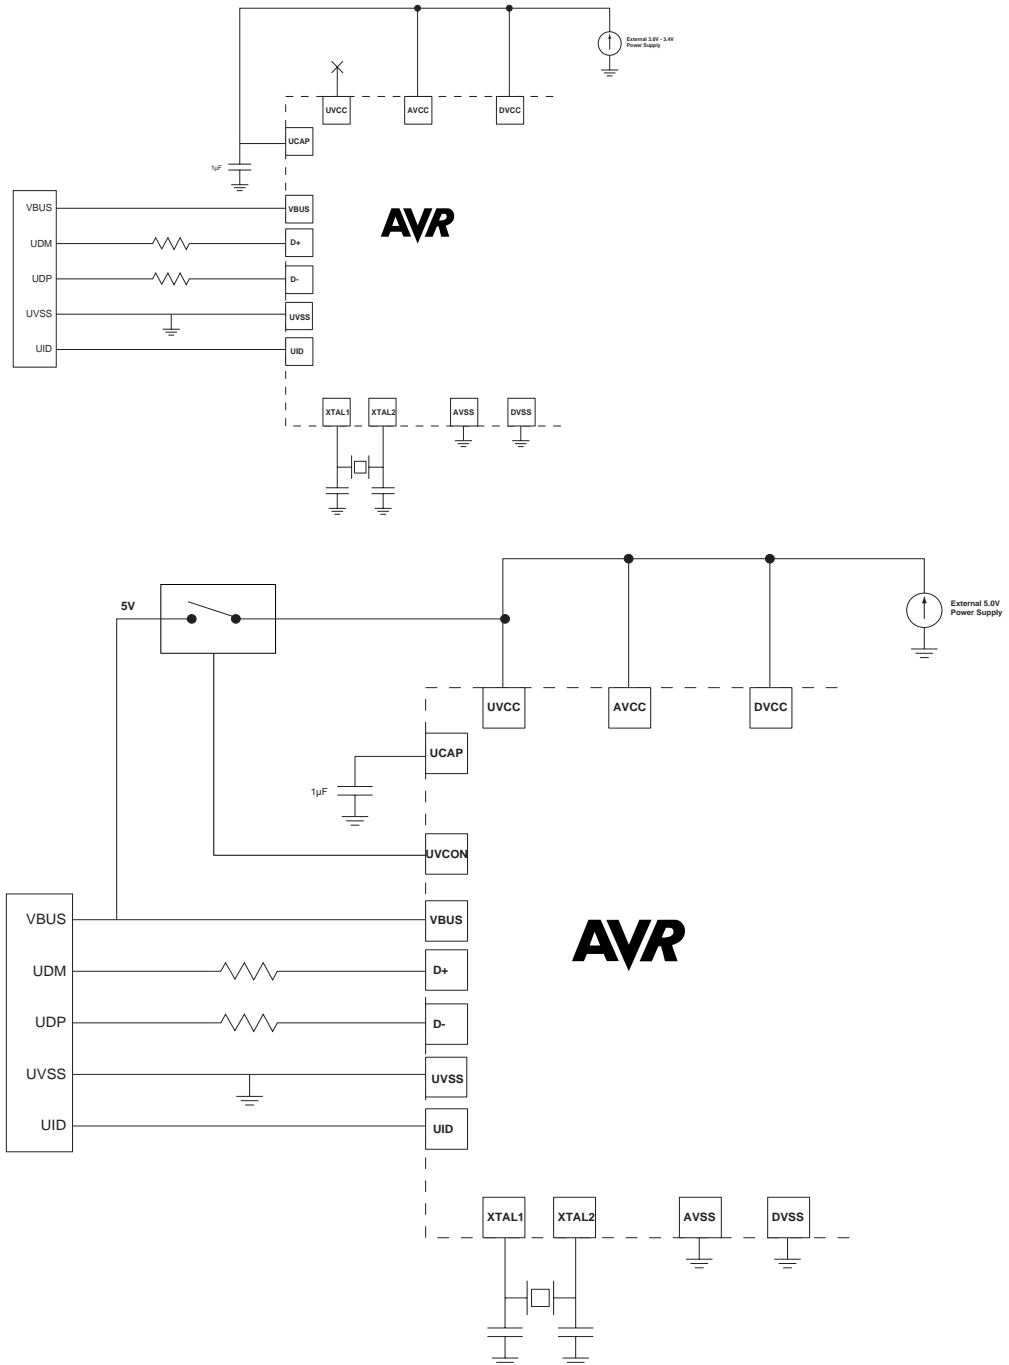 External 3.0V - 3.4V
Power Supply
UVCC
AVCC
DVCC
UCAP
1µF
VBUS
VBUS
AVR
UDM
D+
UDP
D-
UVSS
UVSS
UID
UID
XTAL1
XTAL2
AVSS
DVSS
5V
External 5.0V
Power Supply
UVCC
AVCC
DVCC
UCAP
1µF
UVCON
VBUS
VBUS
AVR
UDM
D+
UDP
D-
UVSS
UVSS
UID
UID
XTAL1
XTAL2
AVSS
DVSS